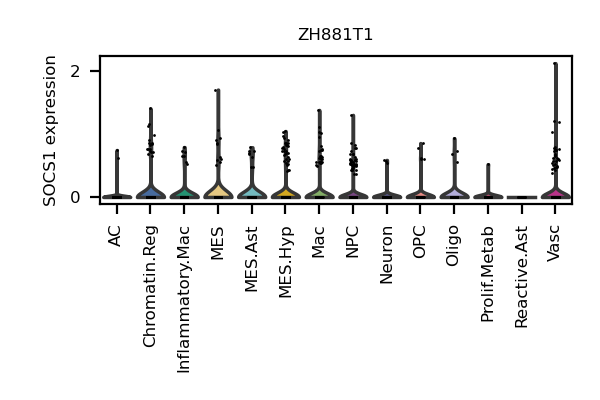 ZH881T1
SOCS1 expression
2
0
AC
Chromatin.Reg
Inflammatory.Mac
MES
MES.Ast
MES.Hyp
Mac
NPC
Neuron
OPC
Oligo
Prolif.Metab
Reactive.Ast
Vasc